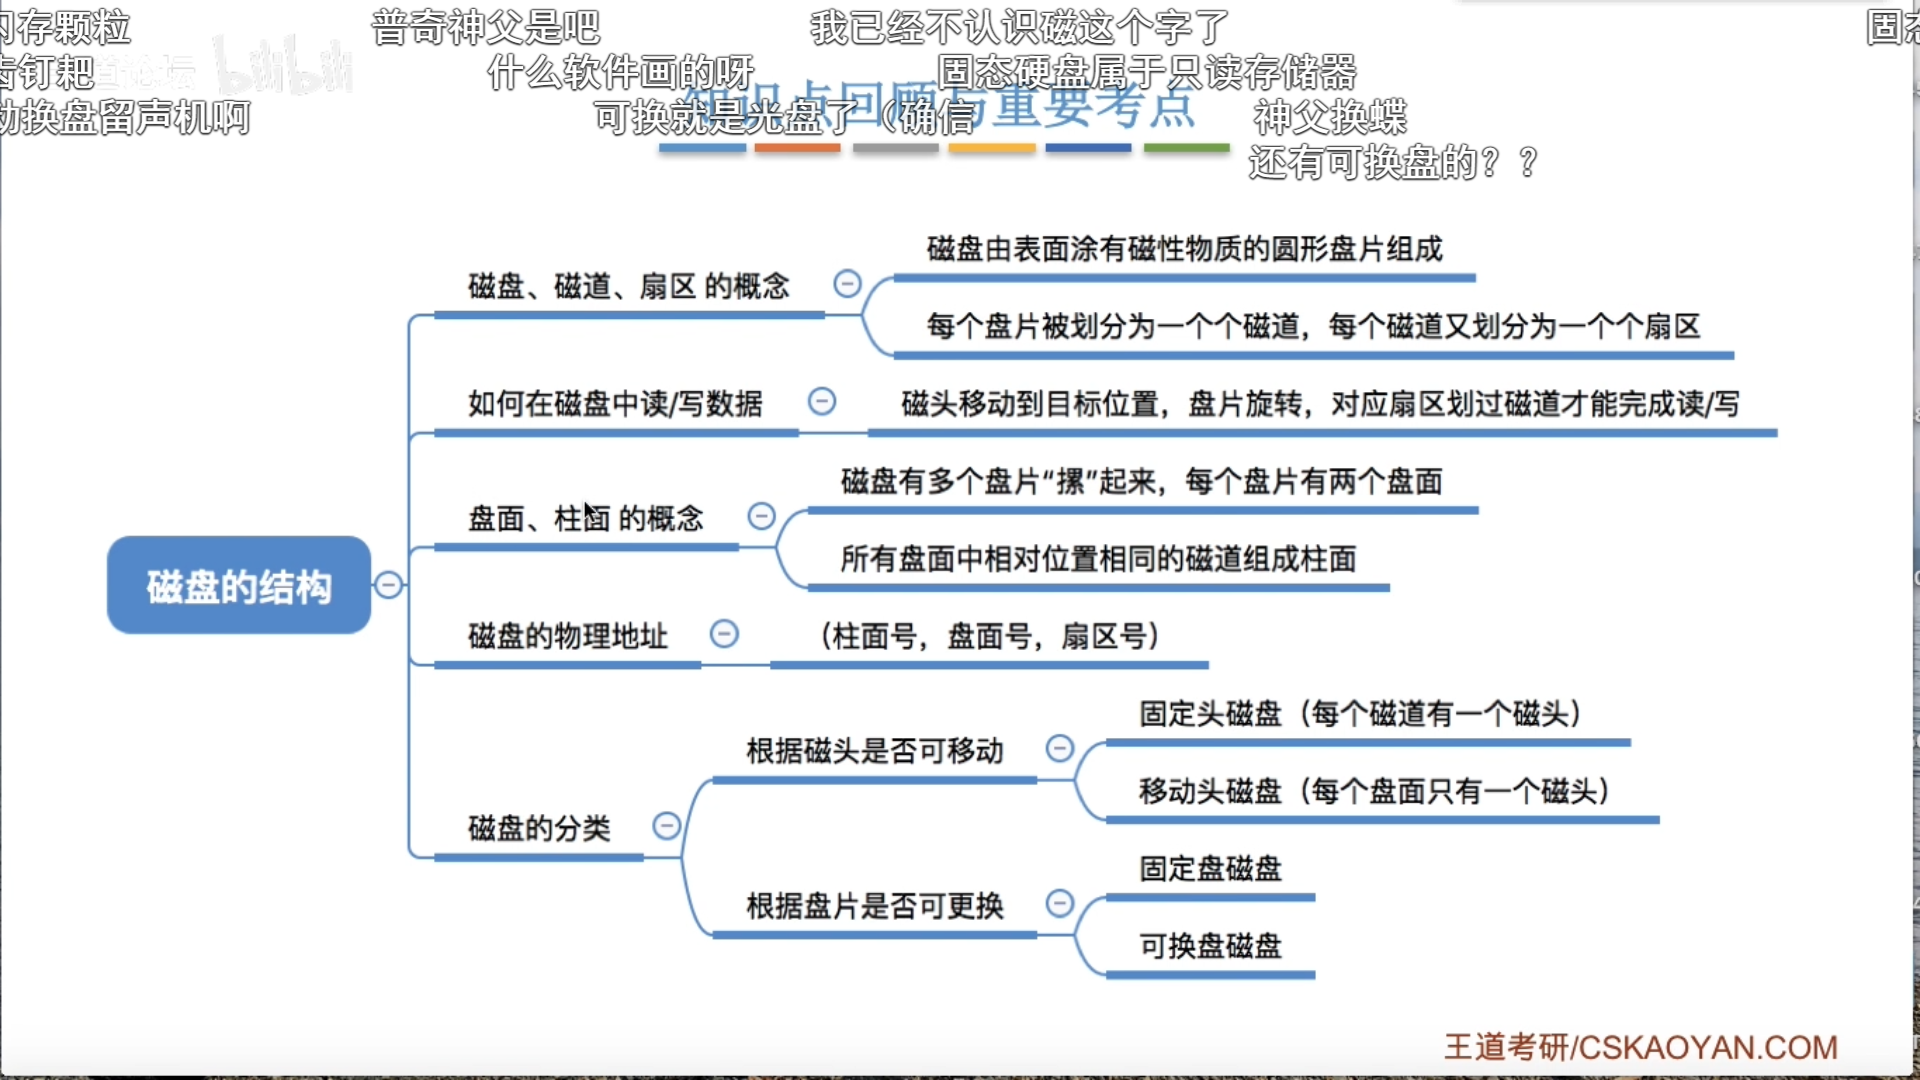 闪存颗粒
普奇神父是吧
我已经不认识磁这个字了
固态
齿钉耙
论坛
bilibili
什么软件画的呀
固态硬盘属于只读存储器
知识点回顾与重要考点
动换盘留声机啊
可换就是光盘了（确信
神父换蝶
还有可换盘的？？
磁盘的结构
磁盘、磁道、扇区 的概念
磁盘由表面涂有磁性物质的圆形盘片组成
每个盘片被划分为一个个磁道，每个磁道又划分为一个个扇区
如何在磁盘中读/写数据
磁头移动到目标位置，盘片旋转，对应扇区划过磁道才能完成读/写
盘面、柱面 的概念
磁盘有多个盘片“摞”起来，每个盘片有两个盘面
所有盘面中相对位置相同的磁道组成柱面
磁盘的物理地址
（柱面号，盘面号，扇区号）
磁盘的分类
根据磁头是否可移动
固定头磁盘（每个磁道有一个磁头）
移动头磁盘（每个盘面只有一个磁头）
根据盘片是否可更换
固定盘磁盘
可换盘磁盘
王道考研/CSKAOYAN.COM